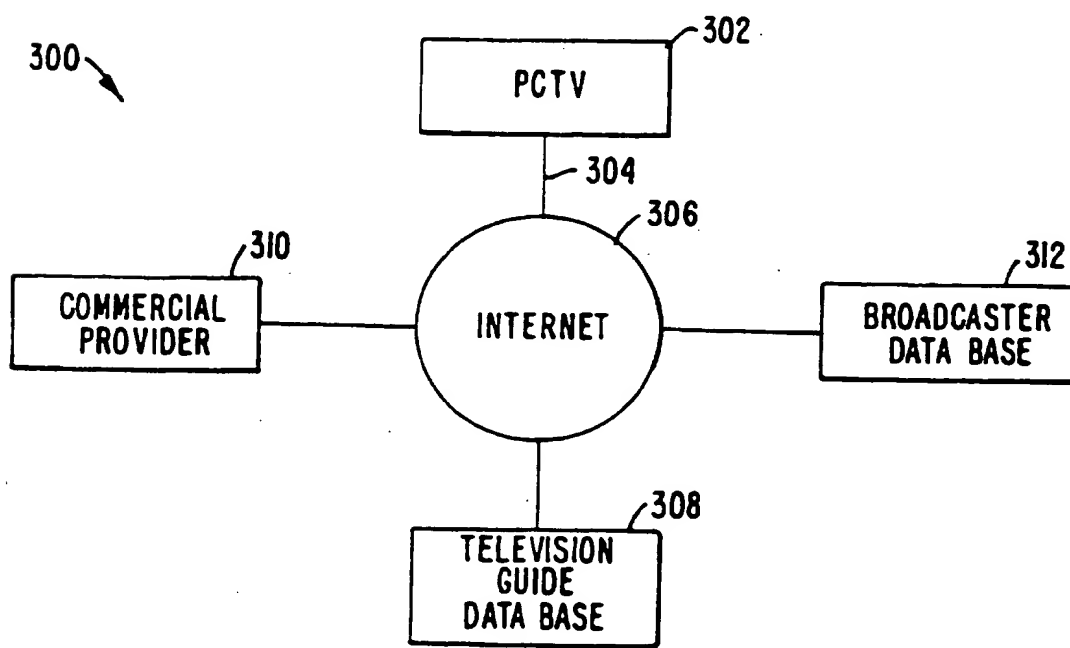 302
300
PCTV
304
306
310
312
COMMERCIAL
PROVIDER
INTERNET
BROADCASTER
DATA BASE
308
TELEVISION
GUIDE
DATA BASE